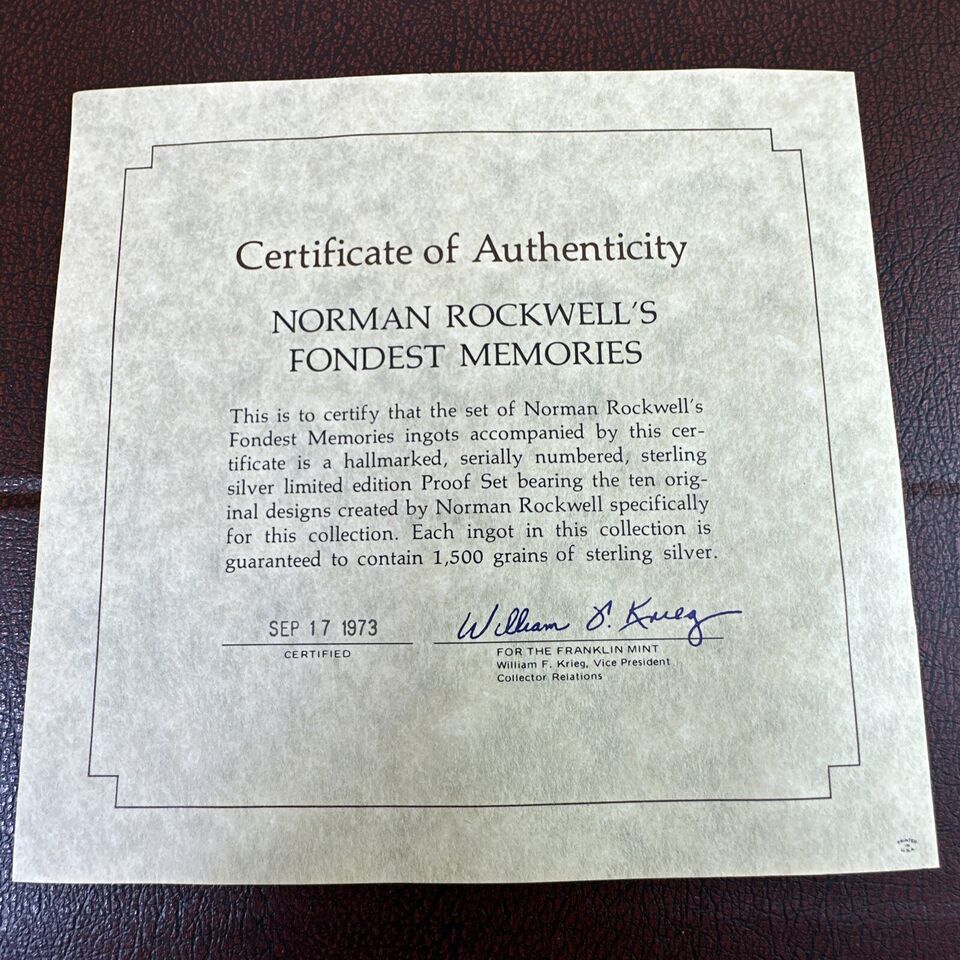 Certificate of Authenticity
NORMAN ROCKWELL'S
FONDEST MEMORIES
This is to certify that the set of Norman Rockwell's
Fondest Memories ingots accompanied by this cer-
tificate is a hallmarked, serially numbered, sterling
silver limited edition Proof Set bearing the ten orig-
inal designs created by Norman Rockwell specifically
for this collection. Each ingot in this collection is
guaranteed to contain 1,500 grains of sterling silver.
SEP 17 1973
CERTIFIED
William F. Krieg
FOR THE FRANKLIN MINT
William F. Krieg, Vice President
Collector Relations
PRINTED
IN
U.S.A.